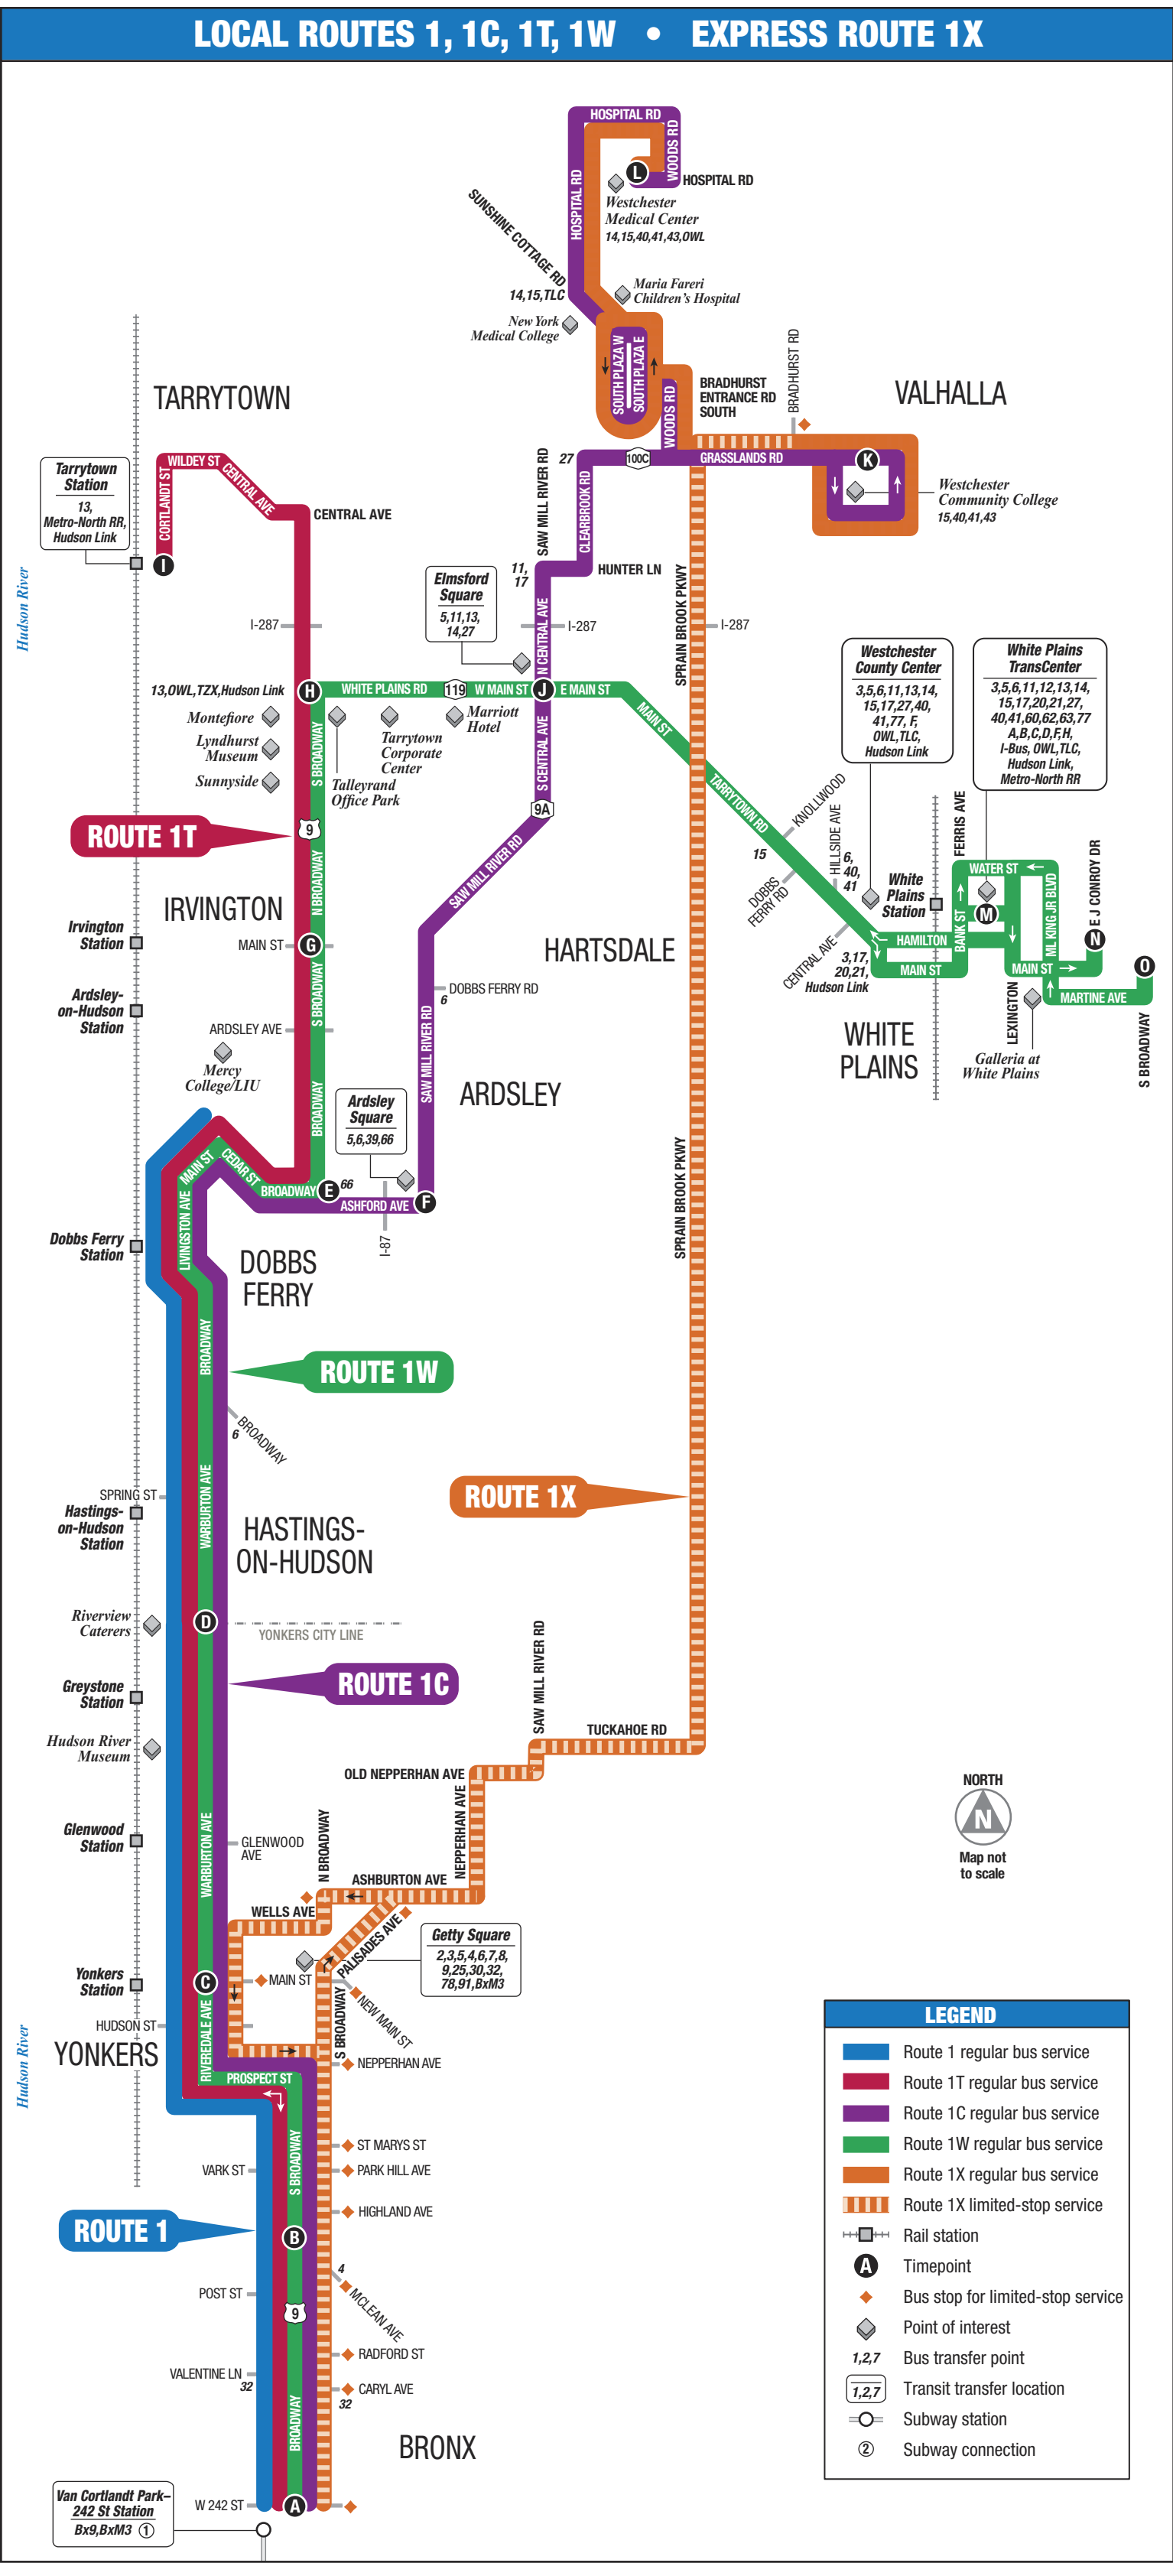 LOCAL ROUTES 1, 1C, 1T, 1W • EXPRESS ROUTE 1X
HOSPITAL RD
WOODS RD
L
HOSPITAL RD
HOSPITAL RD
Westchester
Medical Center
14,15,40,41,43,OWL
SUNSHINE COTTAGE RD
14,15,TLC
Maria Fareri
Children's Hospital
New York
Medical College
SOUTH PLAZA W
SOUTH PLAZA E
WOODS RD
BRADHURST
ENTRANCE RD
SOUTH
BRADHURST RD
VALHALLA
TARRYTOWN
WILDEY ST
CENTRAL AVE
CORTLANDT ST
CENTRAL AVE
I
Tarrytown
Station
13,
Metro-North RR,
Hudson Link
SAW MILL RIVER RD
27
100C
GRASSLANDS RD
K
CLEARBROOK RD
Westchester
Community College
15,40,41,43
11,
17
HUNTER LN
Hudson River
Elmsford
Square
5,11,13,
14,27
I-287
I-287
I-287
N CENTRAL AVE
SPRAIN BROOK PKWY
13,OWL,TZX,Hudson Link
H
WHITE PLAINS RD
119
W MAIN ST
J
E MAIN ST
MAIN ST
Montefiore
Lyndhurst
Museum
Sunnyside
S BROADWAY
Talleyrand
Office Park
Tarrytown
Corporate
Center
Marriott
Hotel
S CENTRAL AVE
9A
Westchester
County Center
3,5,6,11,13,14,
15,17,27,40,
41,77, F,
OWL,TLC,
Hudson Link
White Plains
TransCenter
3,5,6,11,12,13,14,
15,17,20,21,27,
40,41,60,62,63,77
A,B,C,D,F,H,
I-Bus, OWL,TLC,
Hudson Link,
Metro-North RR
TARRYTOWN RD
KNOLLWOOD
15
DOBBS
FERRY RD
HILLSIDE AVE
6,
40,
41
White
Plains
Station
FERRIS AVE
WATER ST
M
ML KING JR BLVD
E J CONROY DR
N
O
HAMILTON
BANK ST
MAIN ST
MAIN ST
MARTINE AVE
LEXINGTON
S BROADWAY
CENTRAL AVE
3,17,
20,21,
Hudson Link
Galleria at
White Plains
WHITE
PLAINS
ROUTE 1T
9
N BROADWAY
SAW MILL RIVER RD
IRVINGTON
Irvington
Station
MAIN ST
G
HARTSDALE
Ardsley-
on-Hudson
Station
S BROADWAY
DOBBS FERRY RD
6
ARDSLEY AVE
Mercy
College/LIU
BROADWAY
SAW MILL RIVER RD
ARDSLEY
Ardsley
Square
5,6,39,66
MAIN ST
CEDAR ST
BROADWAY
E
66
ASHFORD AVE
F
I-87
LIVINGSTON AVE
Dobbs Ferry
Station
DOBBS
FERRY
SPRAIN BROOK PKWY
BROADWAY
ROUTE 1W
BROADWAY
6
WARBURTON AVE
SPRING ST
Hastings-
on-Hudson
Station
HASTINGS-
ON-HUDSON
ROUTE 1X
Riverview
Caterers
D
YONKERS CITY LINE
Greystone
Station
ROUTE 1C
Hudson River
Museum
SAW MILL RIVER RD
TUCKAHOE RD
OLD NEPPERHAN AVE
NEPPERHAN AVE
NORTH
N
Map not
to scale
Glenwood
Station
WARBURTON AVE
GLENWOOD
AVE
N BROADWAY
ASHBURTON AVE
WELLS AVE
PALISADES AVE
Getty Square
2,3,5,4,6,7,8,
9,25,30,32,
78,91,BxM3
Yonkers
Station
C
MAIN ST
NEW MAIN ST
S BROADWAY
HUDSON ST
RIVEREDALE AVE
YONKERS
Hudson River
PROSPECT ST
NEPPERHAN AVE
S BROADWAY
ST MARYS ST
VARK ST
PARK HILL AVE
HIGHLAND AVE
ROUTE 1
B
4
MCLEAN AVE
POST ST
9
RADFORD ST
VALENTINE LN
32
CARYL AVE
32
BROADWAY
BRONX
W 242 ST
A
Van Cortlandt Park–
242 St Station
Bx9,BxM3 1
LEGEND
Route 1 regular bus service
Route 1T regular bus service
Route 1C regular bus service
Route 1W regular bus service
Route 1X regular bus service
Route 1X limited-stop service
Rail station
A Timepoint
Bus stop for limited-stop service
Point of interest
1,2,7 Bus transfer point
1,2,7 Transit transfer location
Subway station
2 Subway connection